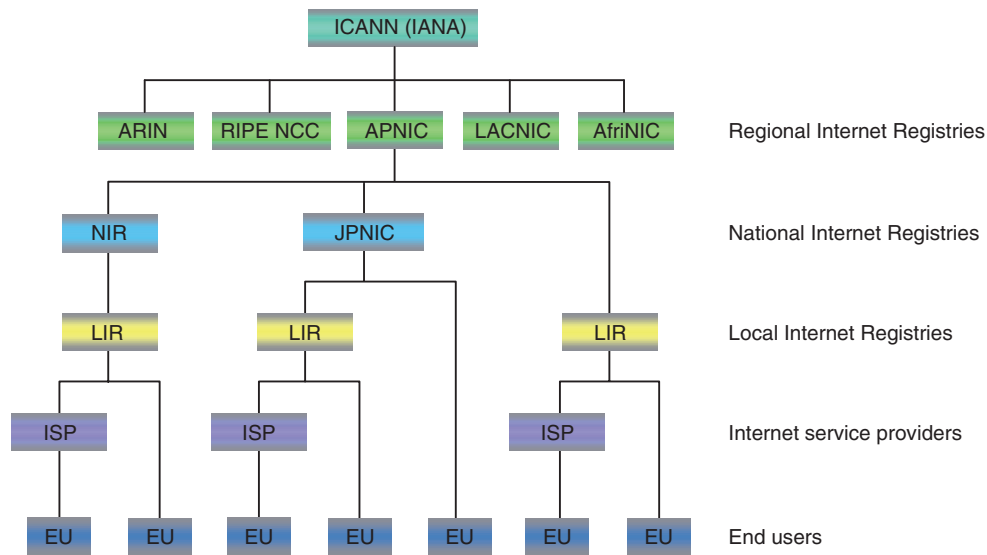 ICANN (IANA)
ARIN RIPE NCC APNIC LACNIC AfriNIC Regional Internet Registries
NIR JPNIC National Internet Registries
LIR LIR LIR Local Internet Registries
ISP ISP ISP Internet service providers
EU EU EU EU EU EU EU End users